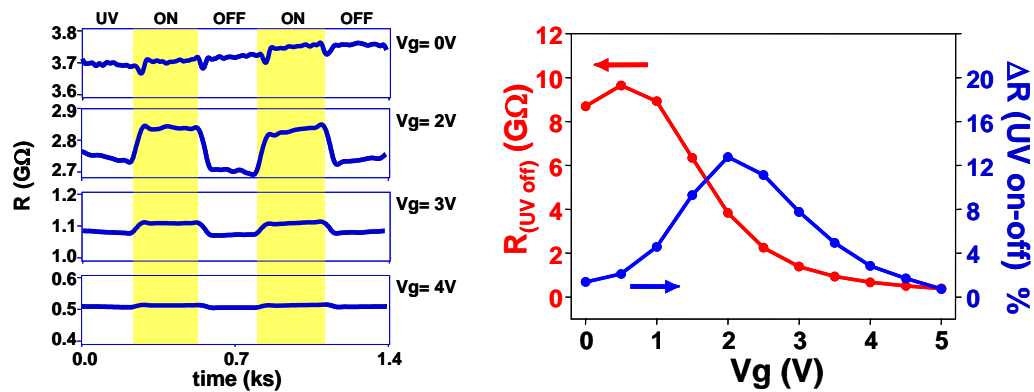 UV ON OFF ON OFF
3.8
3.7
3.6
Vg= 0V
2.9
2.8
2.7
Vg= 2V
1.2
1.1
1.0
Vg= 3V
0.6
0.5
0.4
Vg= 4V
R (GΩ)
0.0 0.7 1.4
time (ks)
R(UV off) (GΩ)
12
10
8
6
4
2
0
20
16
12
8
4
0
ΔR (UV on-off) %
0 1 2 3 4 5
Vg (V)